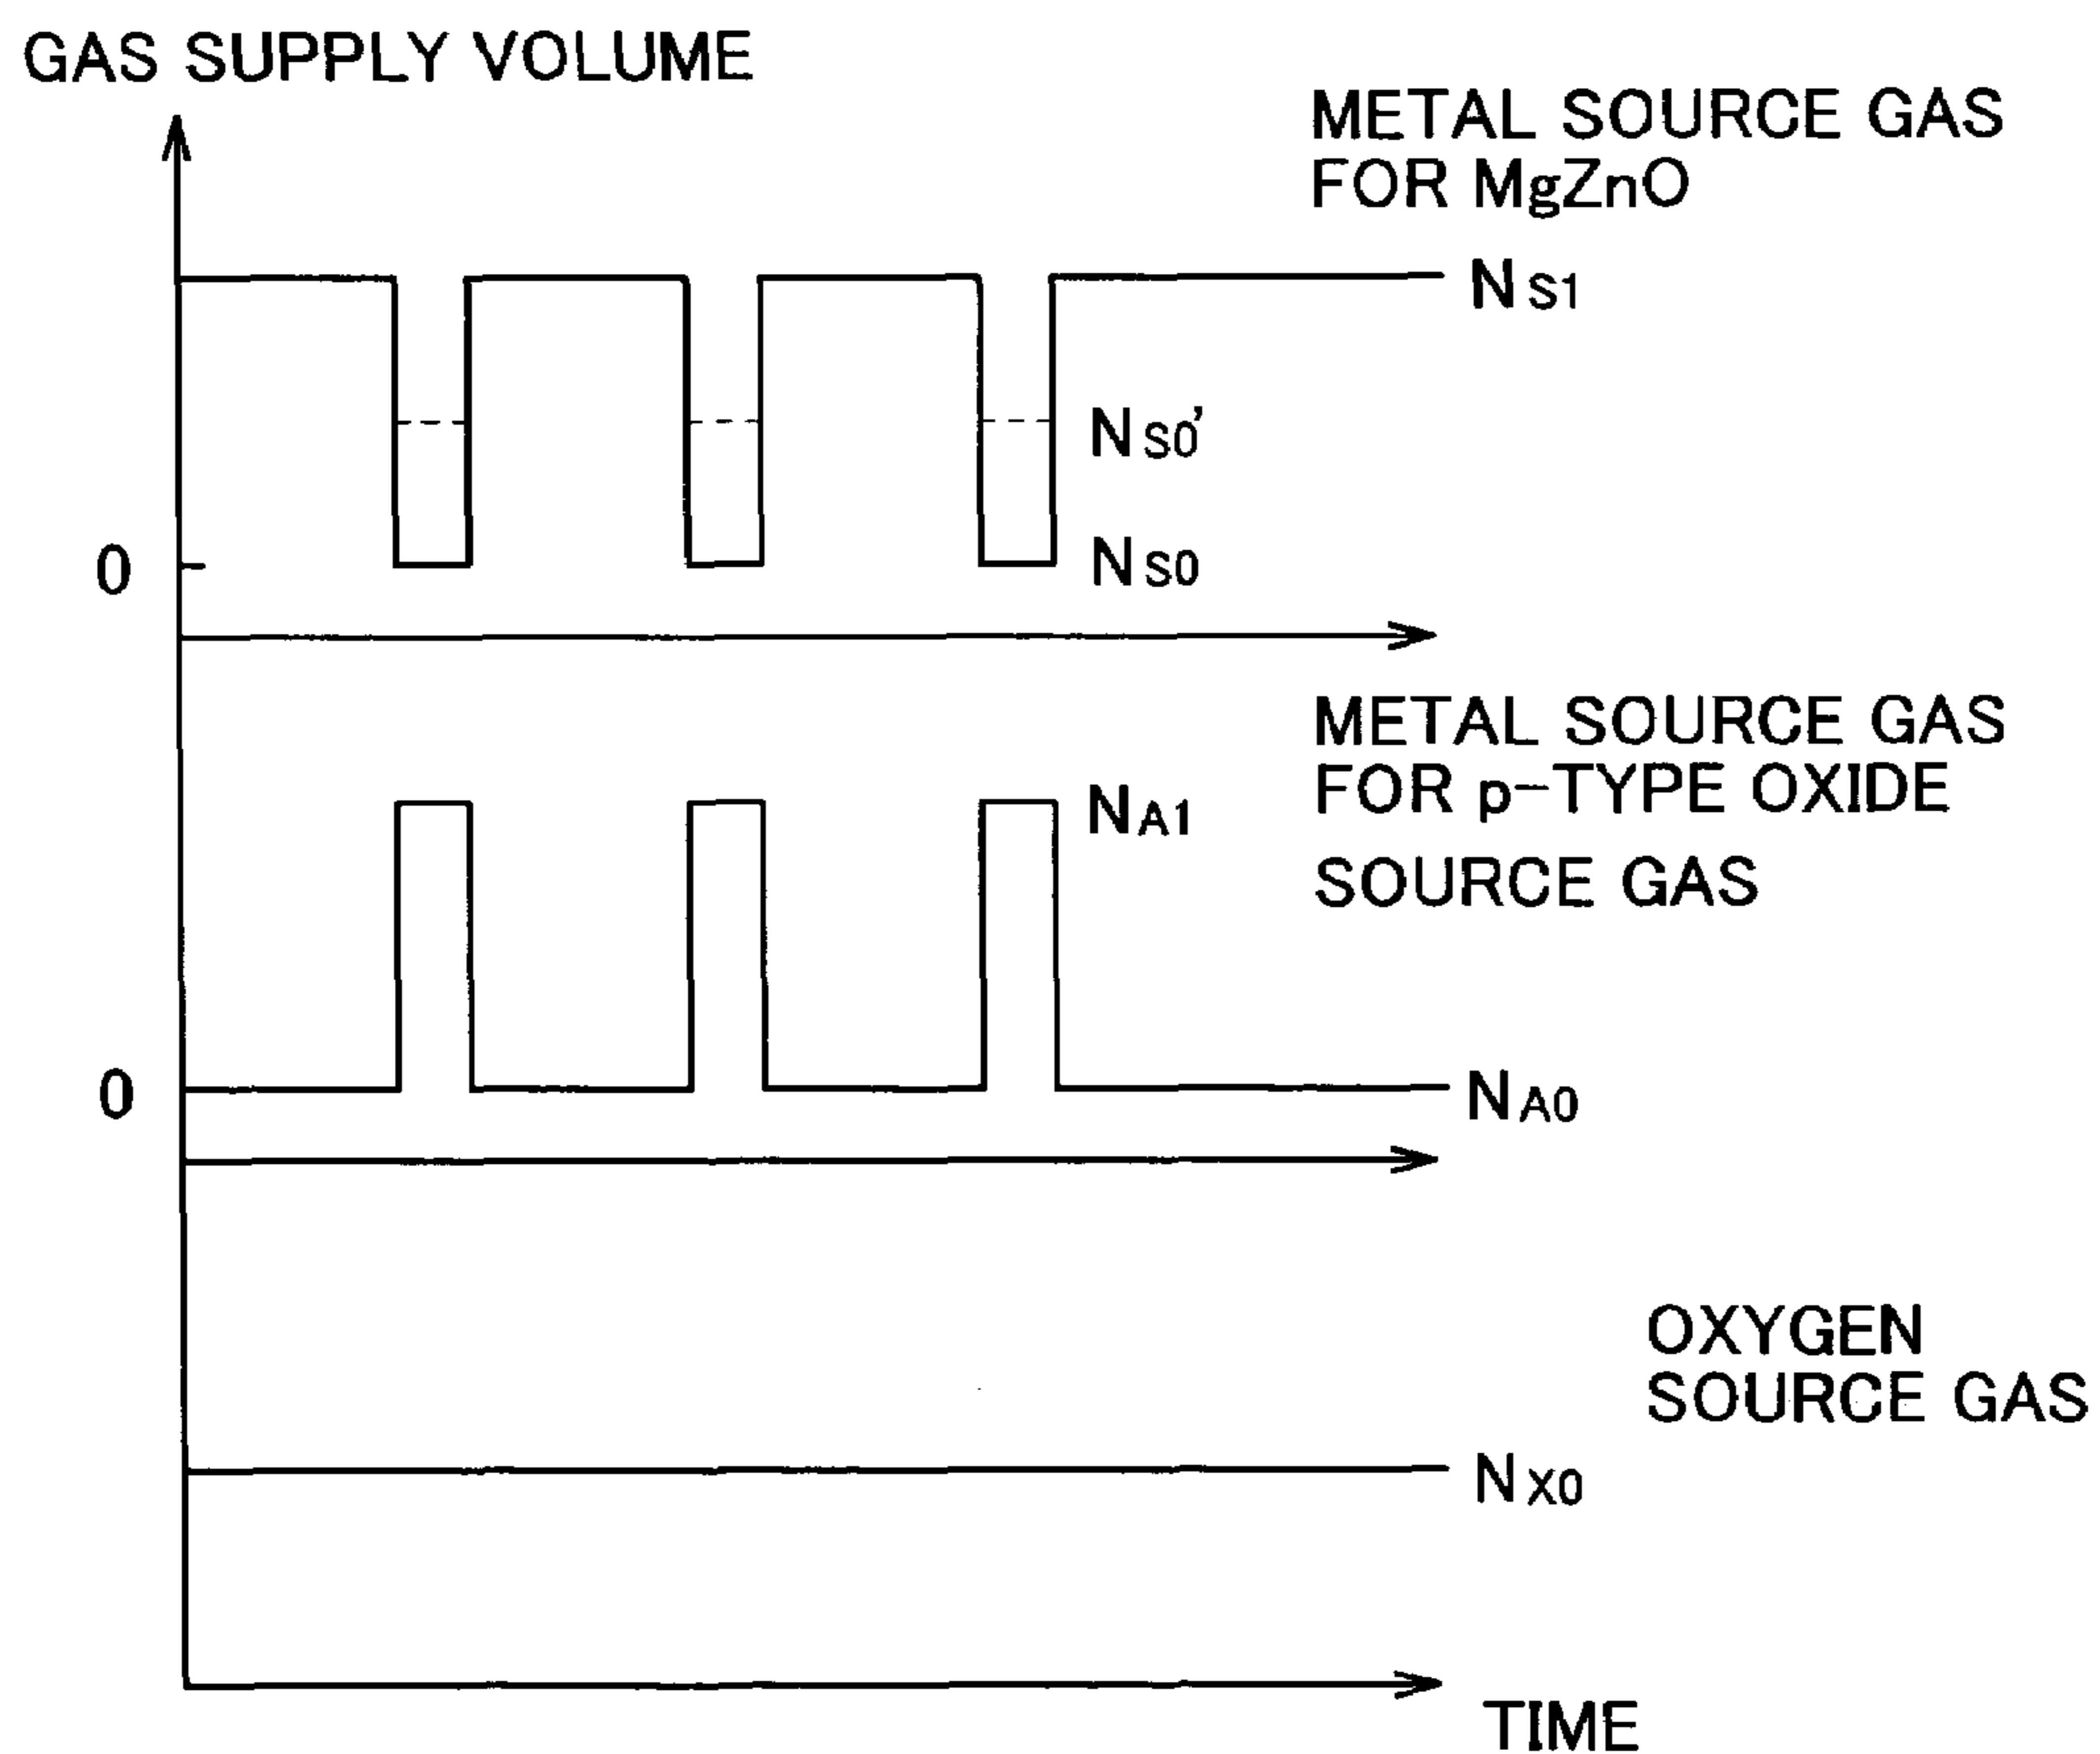 GAS SUPPLY VOLUME
METAL SOURCE GAS
FOR MgZnO
NS1
NS0'
0
NS0
METAL SOURCE GAS
FOR p-TYPE OXIDE
NA1
SOURCE GAS
0
NA0
OXYGEN
SOURCE GAS
NX0
TIME